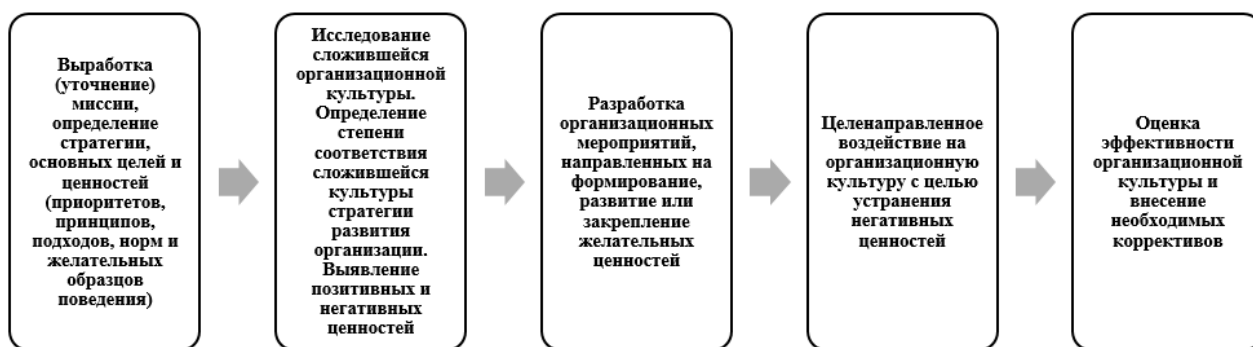 Выработка
(уточнение)
миссии,
определение
стратегии,
основных целей и
ценностей
(приоритетов,
принципов,
подходов, норм и
желательных
образцов
поведения)
Исследование
сложившейся
организационной
культуры.
Определение
степени
соответствия
сложившейся
культуры
стратегии
развития
организации.
Выявление
позитивных и
негативных
ценностей
Разработка
организационных
мероприятий,
направленных на
формирование,
развитие или
закрепление
желательных
ценностей
Целенаправленное
воздействие на
организационную
культуру с целью
устранения
негативных
ценностей
Оценка
эффективности
организационной
культуры и
внесение
необходимых
коррективов